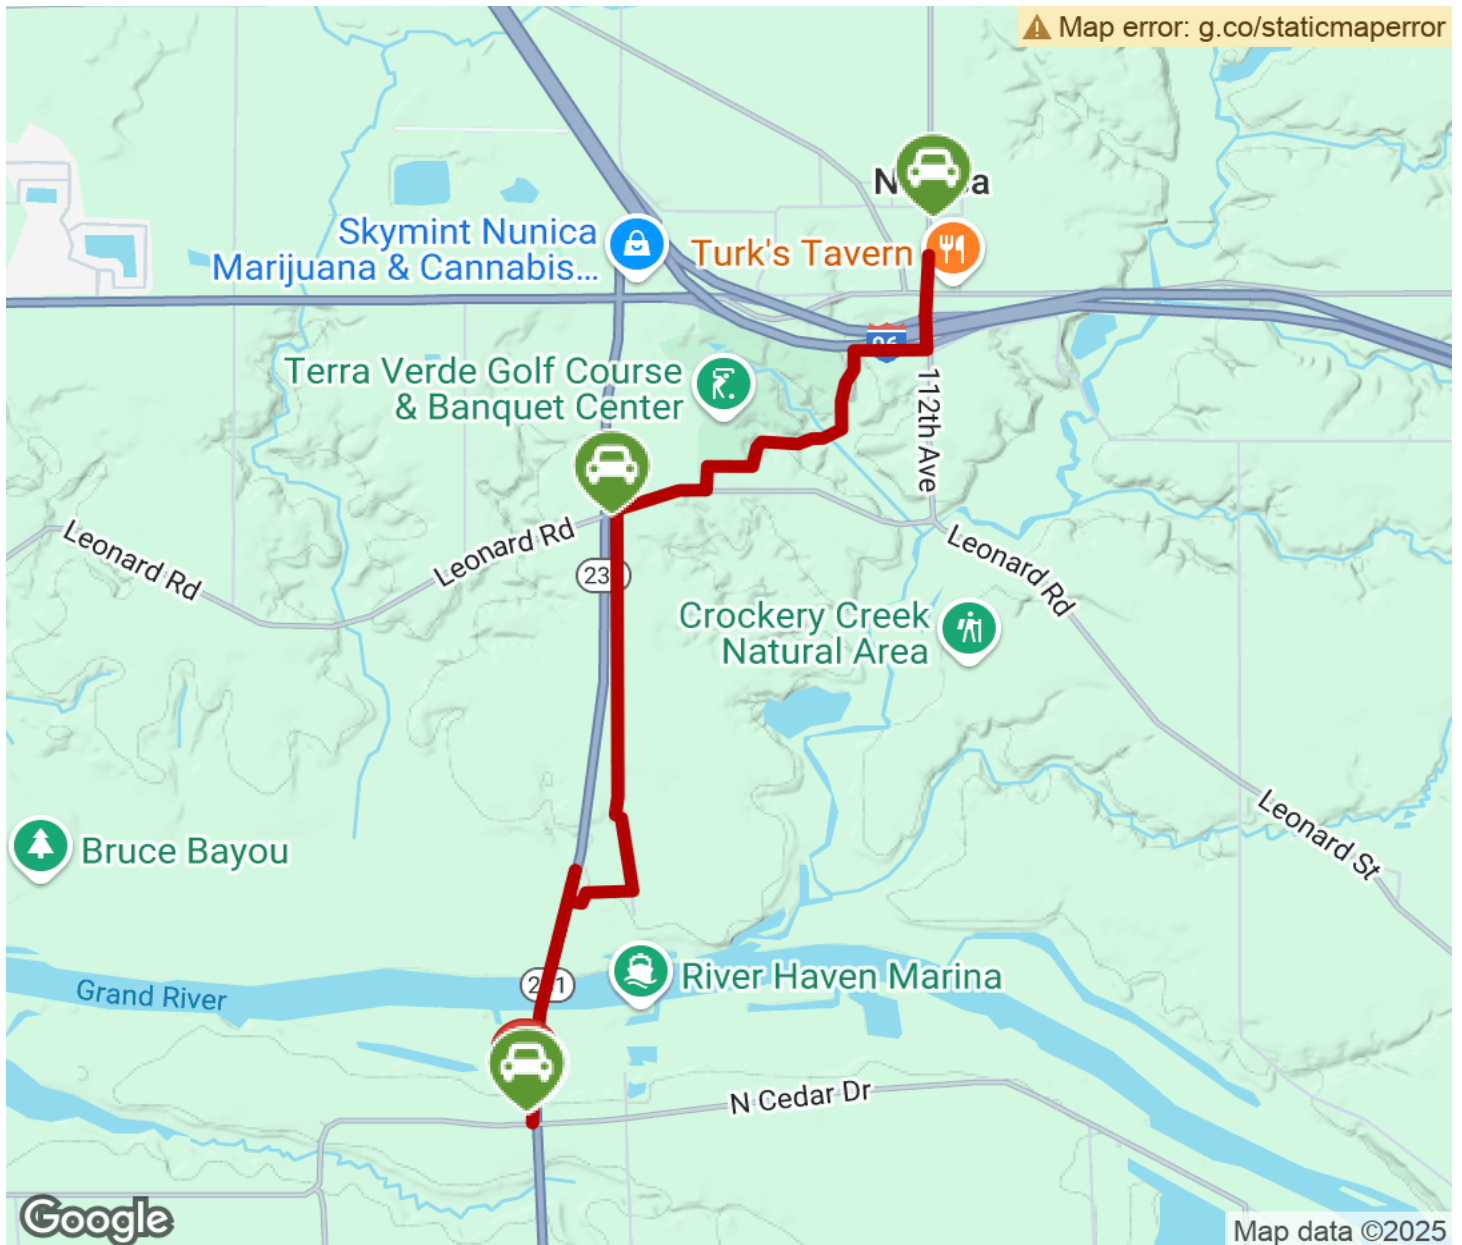 Map error: g.co/staticmaperror
Skymint Nunica
Marijuana & Cannabis...
Turk's Tavern
Terra Verde Golf Course
& Banquet Center
112th Ave
Leonard Rd
Leonard Rd
Leonard Rd
Crockery Creek
Natural Area
Leonard St
Bruce Bayou
River Haven Marina
Grand River
N Cedar Dr
Google
Map data ©2025